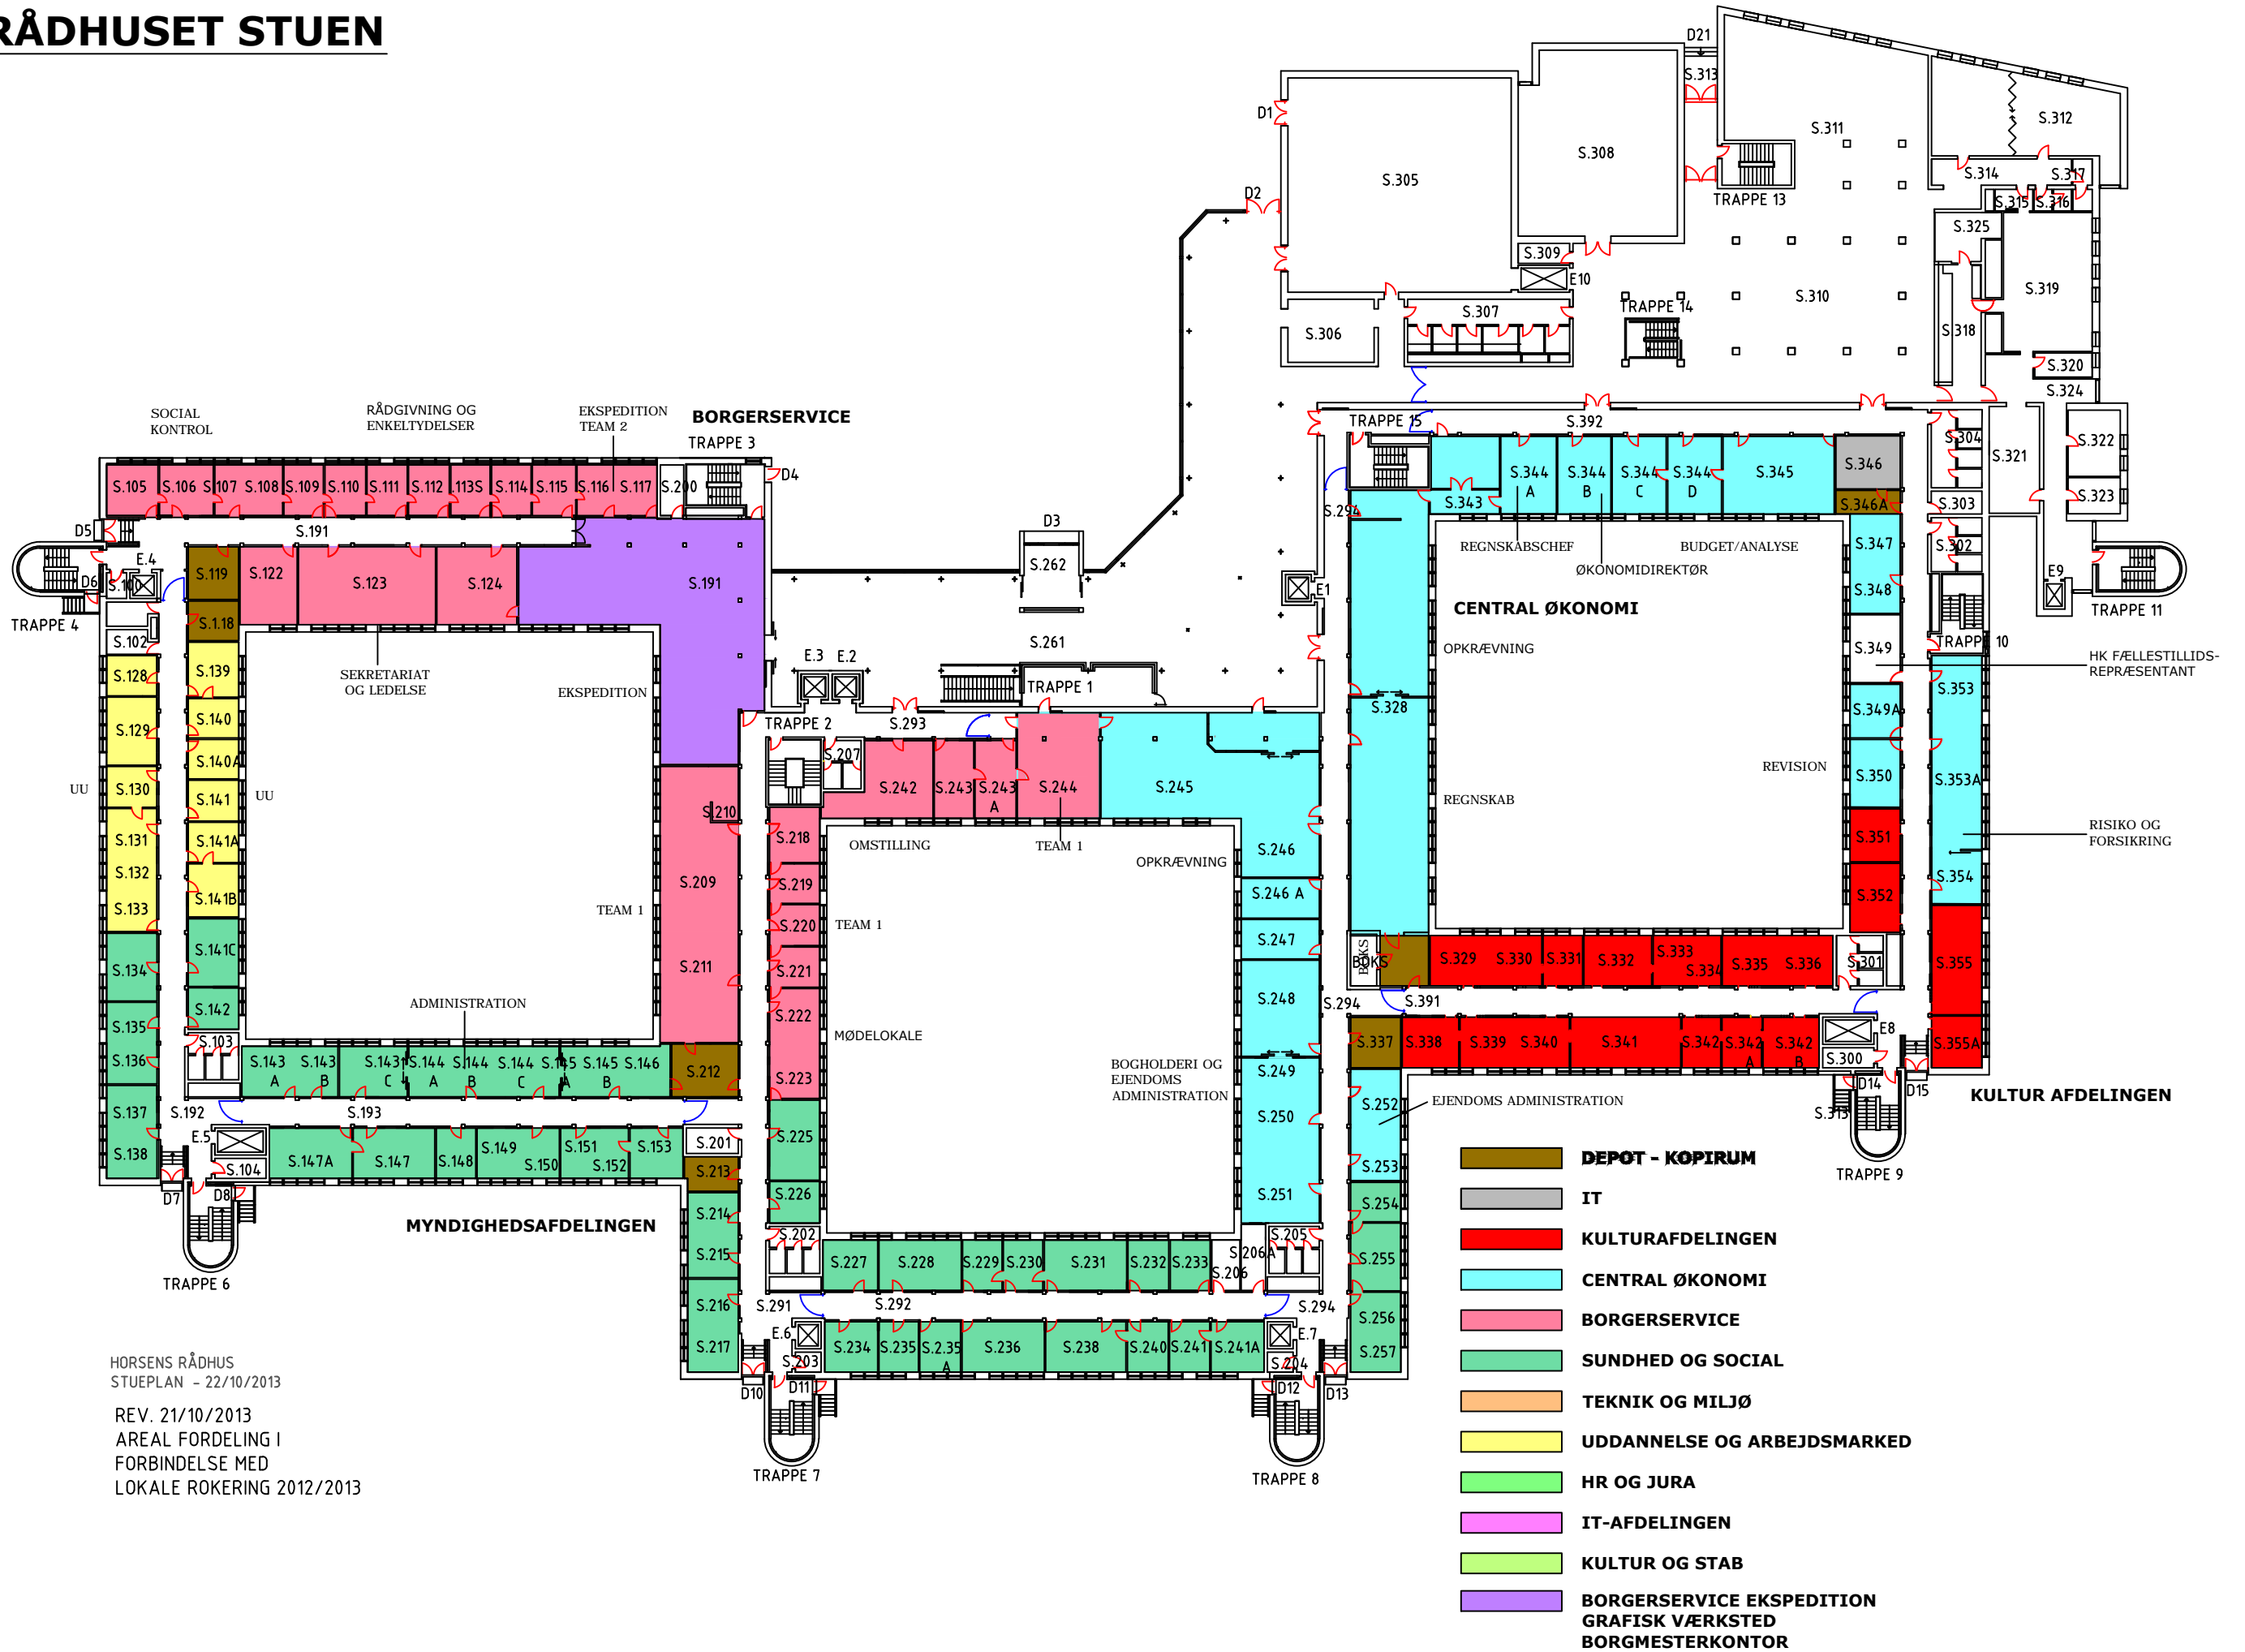 RÅDHUSET STUEN
D21
S.313
S.311
S.312
D1
S.305
S.308
S.314
S.317
D2
TRAPPE 13
S.315
S.316
S.325
S.309
E10
S.310
S.319
S.307
TRAPPE 14
S.306
S.318
S.320
S.324
SOCIAL
KONTROL
RÅDGIVNING OG
ENKELTYDELSER
EKSPEDITION
TEAM 2
BORGERSERVICE
TRAPPE 3
TRAPPE 15
S.392
S.304
S.322
S.321
S.105
S.106
S.107
S.108
S.109
S.110
S.111
S.112
.113S
S.114
S.115
S.116
S.117
S.200
D4
S.344
A
S.344
B
S.344
C
S.344
D
S.345
S.346
S.343
S.346A
S.303
S.323
S.294
D5
S.191
D3
S.262
REGNSKABSCHEF
BUDGET/ANALYSE
ØKONOMIDIREKTØR
S.347
S.302
S.348
E.4
D6
S.100
S.119
S.122
S.123
S.124
S.191
E1
E9
TRAPPE 11
TRAPPE 4
S.1.18
CENTRAL ØKONOMI
S.102
S.261
TRAPPE 10
S.128
S.139
SEKRETARIAT
OG LEDELSE
EKSPEDITION
E.3
E.2
TRAPPE 1
OPKRÆVNING
S.349
HK FÆLLESTILLIDS-
REPRÆSENTANT
S.353
S.129
S.140
TRAPPE 2
S.293
S.328
S.349A
S.140A
S.207
S.130
UU
S.141
UU
S.242
S.243
S.243
A
S.244
S.245
REVISION
S.350
S.353A
S.210
REGNSKAB
S.131
S.141A
S.218
OMSTILLING
TEAM 1
OPKRÆVNING
S.246
S.351
RISIKO OG
FORSIKRING
S.132
S.209
S.219
S.246 A
S.352
S.354
S.133
S.141B
TEAM 1
S.220
TEAM 1
S.247
S.134
S.141C
S.211
S.221
BOKS
BOKS
S.329
S.330
S.331
S.332
S.333
S.334
S.335
S.336
S.301
S.355
S.142
ADMINISTRATION
S.222
S.248
S.294
S.391
S.135
S.103
MØDELOKALE
S.337
S.338
S.339
S.340
S.341
S.342
S.342
A
S.342
B
E8
S.300
S.355A
S.136
S.143
A
S.143
B
S.143
C
S.144
A
S.144
B
S.144
C
S.145
A
S.145
B
S.146
S.212
S.223
BOGHOLDERI OG
EJENDOMS
ADMINISTRATION
S.249
D14
D15
S.313
S.137
S.192
S.193
S.250
S.252
EJENDOMS ADMINISTRATION
KULTUR AFDELINGEN
S.138
E.5
S.104
S.147A
S.147
S.148
S.149
S.150
S.151
S.152
S.153
S.201
S.225
S.253
TRAPPE 9
D7
D8
S.213
S.226
S.251
S.214
S.254
MYNDIGHEDSAFDELINGEN
S.215
S.202
S.205
TRAPPE 6
S.227
S.228
S.229
S.230
S.231
S.232
S.233
S.206A
S.206
S.255
S.216
S.291
S.292
S.294
S.256
S.217
E.6
S.203
S.234
S.235
S.2.35
A
S.236
S.238
S.240
S.241
S.241A
E.7
S.204
S.257
D10
D11
D12
D13
TRAPPE 7
TRAPPE 8
DEPOT - KOPIRUM
IT
KULTURAFDELINGEN
CENTRAL ØKONOMI
BORGERSERVICE
SUNDHED OG SOCIAL
TEKNIK OG MILJØ
UDDANNELSE OG ARBEJDSMARKED
HR OG JURA
IT-AFDELINGEN
KULTUR OG STAB
BORGERSERVICE EKSPEDITION
GRAFISK VÆRKSTED
BORGMESTERKONTOR
HORSENS RÅDHUS
STUEPLAN - 22/10/2013
REV. 21/10/2013
AREAL FORDELING I
FORBINDELSE MED
LOKALE ROKERING 2012/2013